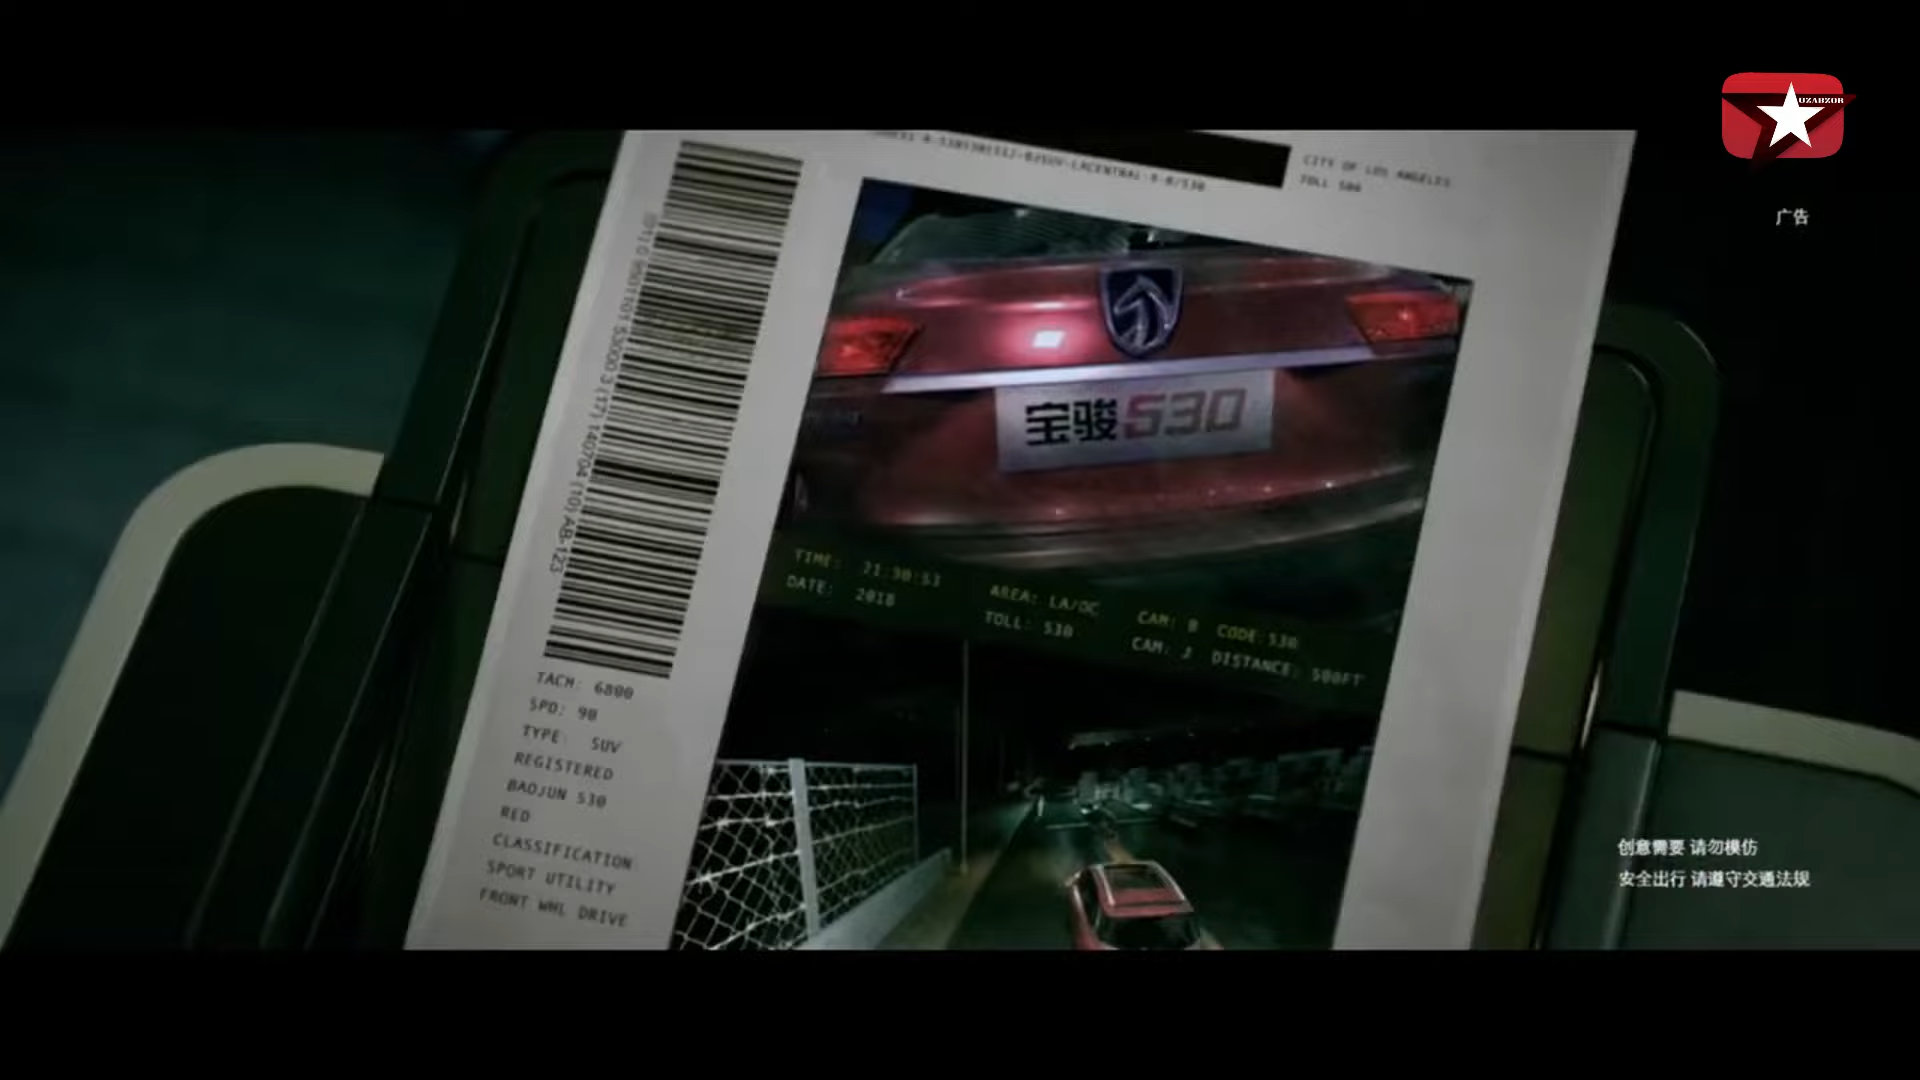 UZABZOR
广告
CITY OF LOS ANGELES
TOLL 500
宝骏530
TIME: 21:30:53
DATE: 2018
AREA: LA/OC
TOLL: 530
CAM: B CODE:530
CAM: J DISTANCE: 500FT
TACH: 6800
SPD: 90
TYPE: SUV
REGISTERED
BAOJUN 530
RED
CLASSIFICATION
SPORT UTILITY
FRONT WHL DRIVE
创意需要 请勿模仿
安全出行 请遵守交通法规